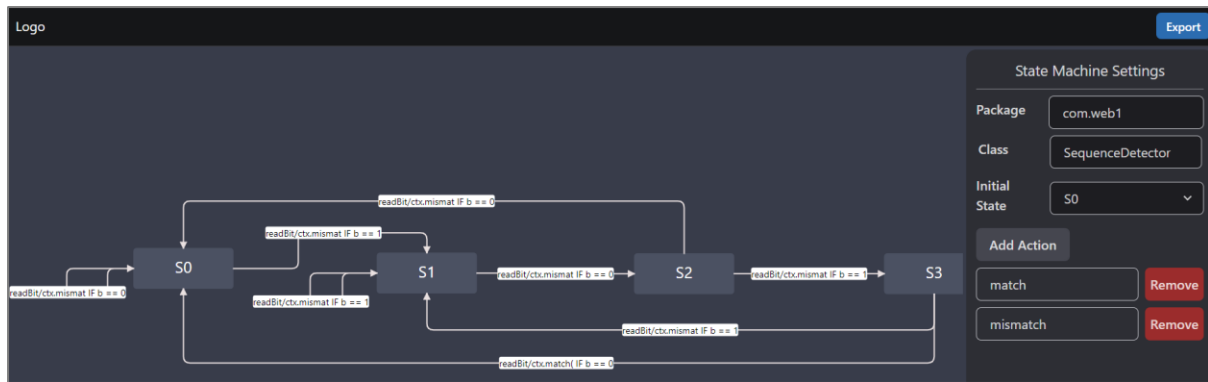 Logo
Export
State Machine Settings
Package
com.web1
Class
SequenceDetector
Initial State
S0
Add Action
match
Remove
mismatch
Remove
readBit/ctx.mismat IF b == 0
readBit/ctx.mismat IF b == 1
S0
S1
S2
S3
readBit/ctx.mismat IF b == 0
readBit/ctx.mismat IF b == 1
readBit/ctx.mismat IF b == 0
readBit/ctx.mismat IF b == 1
readBit/ctx.mismat IF b == 1
readBit/ctx.match( IF b == 0